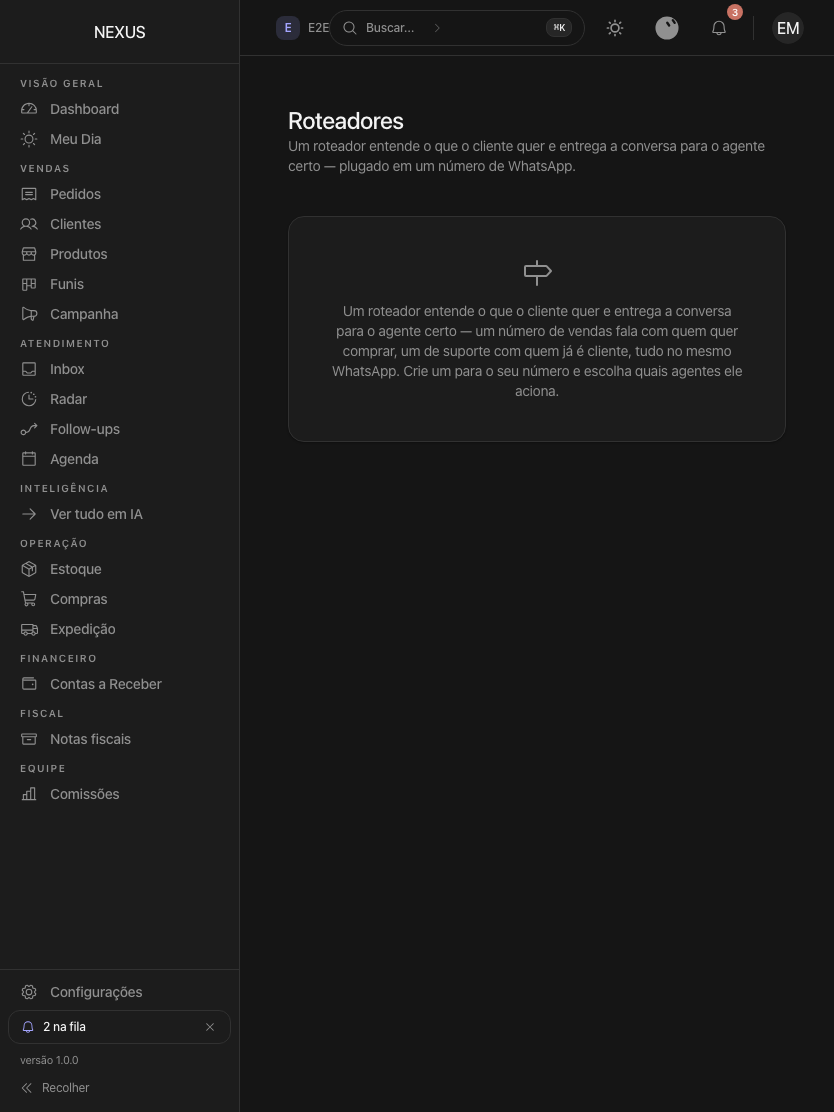 NEXUS
VISÃO GERAL
Dashboard
Meu Dia
VENDAS
Pedidos
Clientes
Produtos
Funis
Campanha
ATENDIMENTO
Inbox
Radar
Follow-ups
Agenda
INTELIGÊNCIA
Ver tudo em IA
OPERAÇÃO
Estoque
Compras
Expedição
FINANCEIRO
Contas a Receber
FISCAL
Notas fiscais
EQUIPE
Comissões
Configurações
2 na fila
versão 1.0.0
Recolher
E E2E Buscar... ⌘K 3 EM
Roteadores
Um roteador entende o que o cliente quer e entrega a conversa para o agente
certo — plugado em um número de WhatsApp.
Um roteador entende o que o cliente quer e entrega a conversa
para o agente certo — um número de vendas fala com quem quer
comprar, um de suporte com quem já é cliente, tudo no mesmo
WhatsApp. Crie um para o seu número e escolha quais agentes ele
aciona.